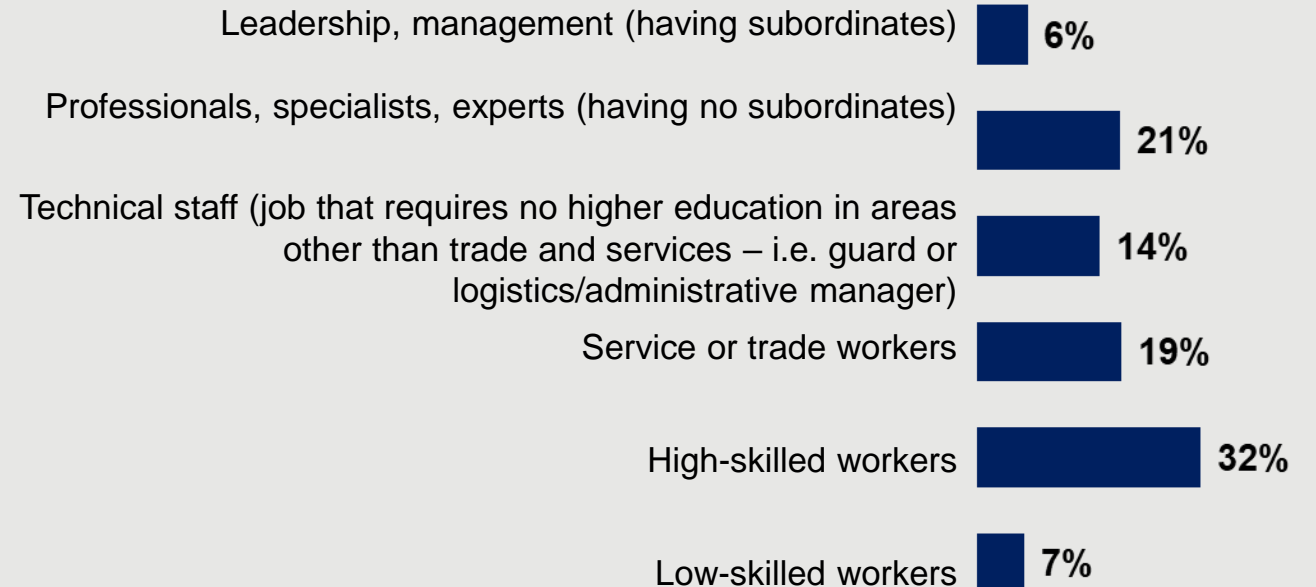 Leadership, management (having subordinates)
6%
Professionals, specialists, experts (having no subordinates)
21%
Technical staff (job that requires no higher education in areas
other than trade and services – i.e. guard or
logistics/administrative manager)
14%
Service or trade workers
19%
High-skilled workers
32%
Low-skilled workers
7%